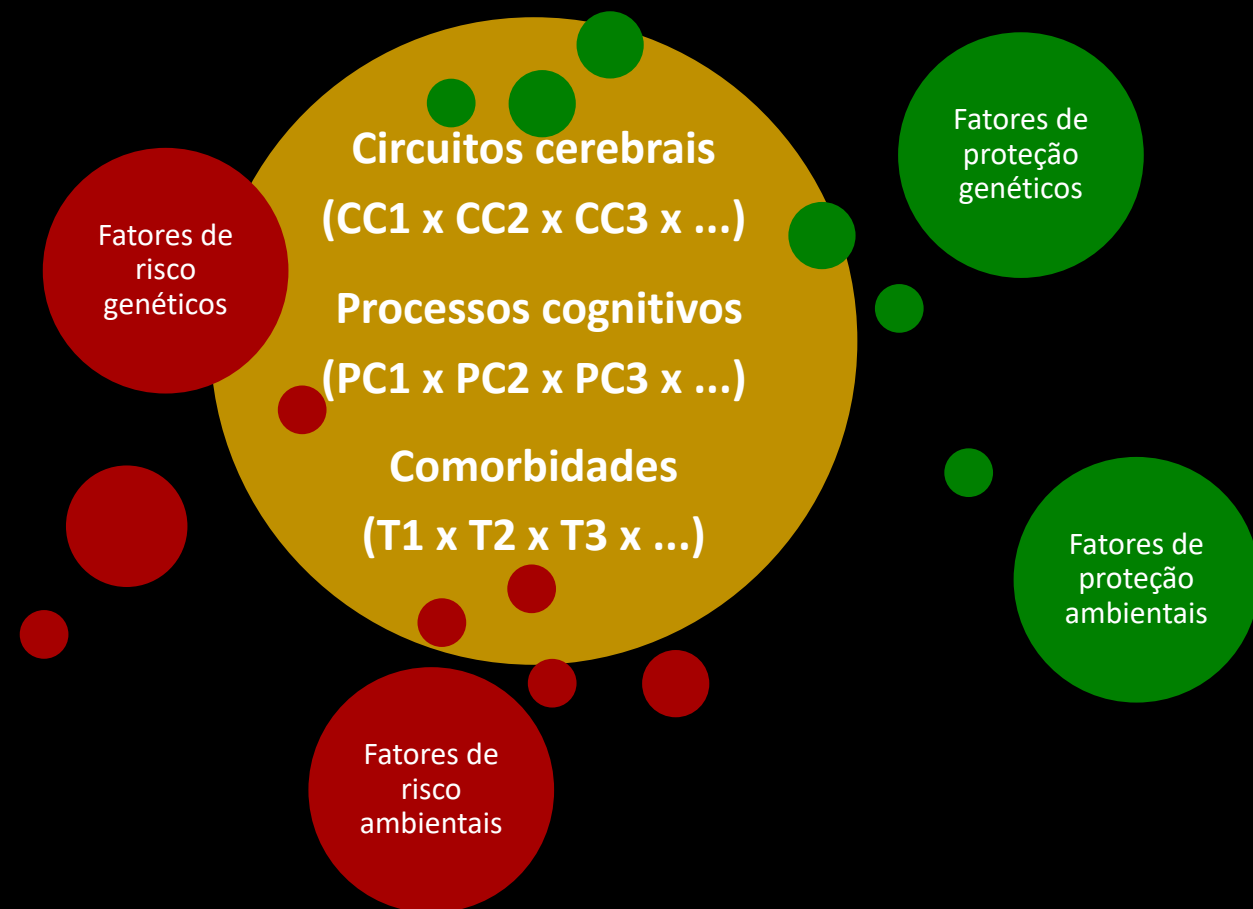 Circuitos cerebrais
(CC1 x CC2 x CC3 x ...)
Processos cognitivos
(PC1 x PC2 x PC3 x ...)
Comorbidades
(T1 x T2 x T3 x ...)
Fatores de
risco
genéticos
Fatores de
proteção
genéticos
Fatores de
proteção
ambientais
Fatores de
risco
ambientais